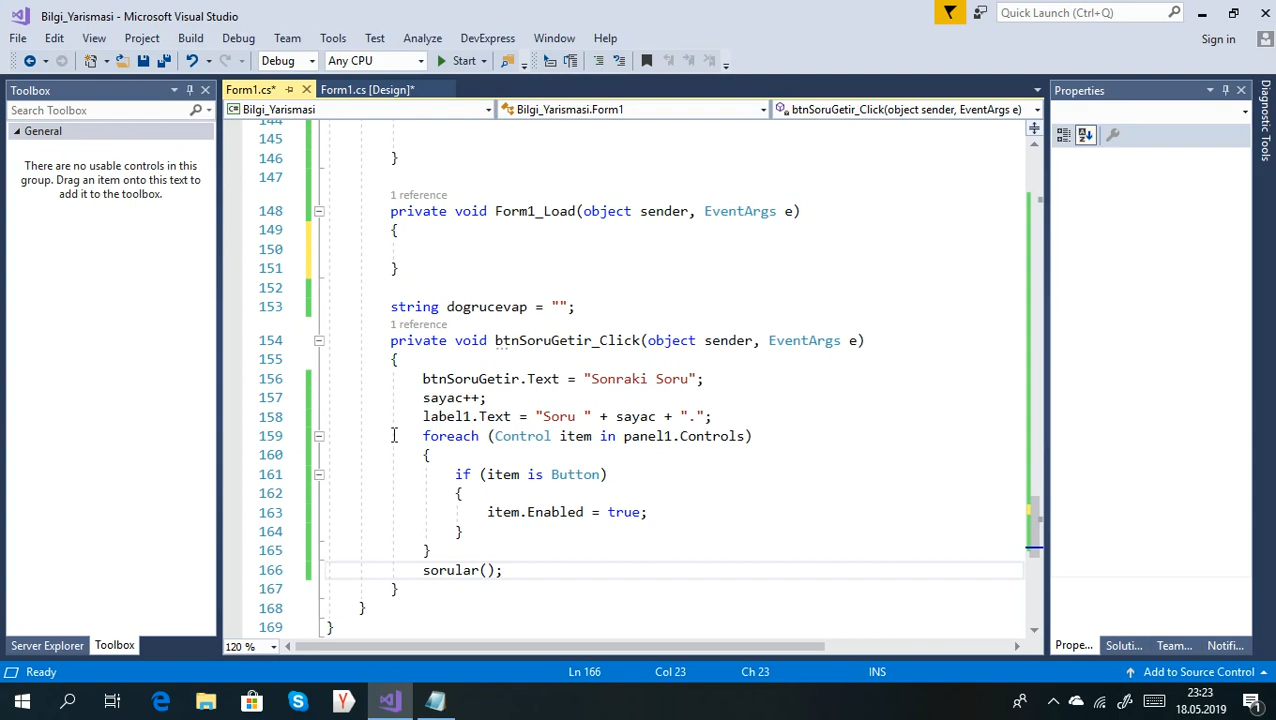 Bilgi_Yarismasi - Microsoft Visual Studio
Quick Launch (Ctrl+Q)
File Edit View Project Build Debug Team Tools Test Analyze DevExpress Window Help
Sign in
Debug Any CPU Start
Toolbox
Form1.cs*
Form1.cs [Design]*
Properties
Search Toolbox
Bilgi_Yarismasi
Bilgi_Yarismasi.Form1
btnSoruGetir_Click(object sender, EventArgs e)
General
There are no usable controls in this
group. Drag an item onto this text to
add it to the toolbox.
Diagnostic Tools
144
145
146 }
147
1 reference
148 private void Form1_Load(object sender, EventArgs e)
149 {
150
151 }
152
153 string dogrucevap = "";
1 reference
154 private void btnSoruGetir_Click(object sender, EventArgs e)
155 {
156 btnSoruGetir.Text = "Sonraki Soru";
157 sayac++;
158 label1.Text = "Soru " + sayac + ".";
159 foreach (Control item in panel1.Controls)
160 {
161 if (item is Button)
162 {
163 item.Enabled = true;
164 }
165 }
166 sorular();
167 }
168 }
169 }
Server Explorer Toolbox
120 %
Prope... Soluti... Team... Notifi...
Ready
Ln 166 Col 23 Ch 23 INS
Add to Source Control
23:23
18.05.2019
1